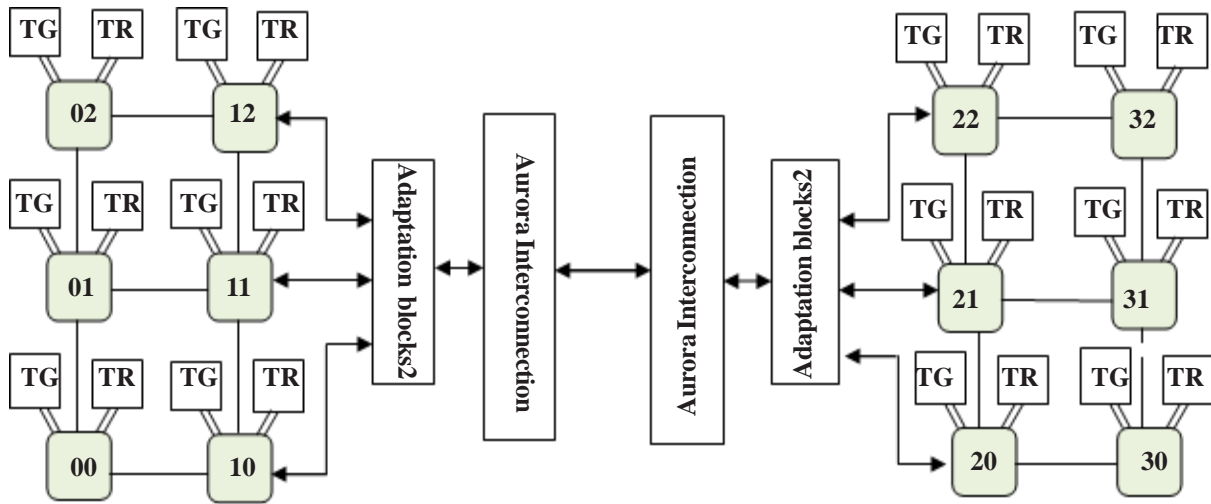 TG TR TG TR
02 12
TG TR TG TR
01 11
TG TR TG TR
00 10
Adaptation blocks2
Aurora Interconnection
Aurora Interconnection
Adaptation blocks2
TG TR TG TR
22 32
TG TR TG TR
21 31
TG TR TG TR
20 30